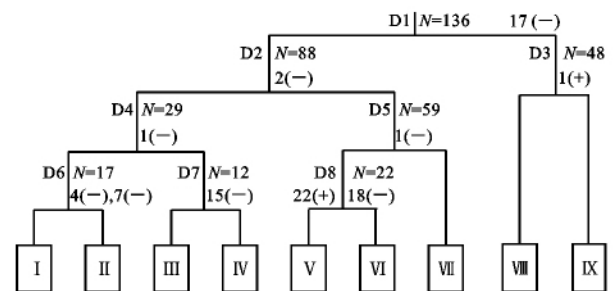 D1 N=136 17(−)
D2 N=88 D3 N=48
2(−) 1(+)
D4 N=29 D5 N=59
1(−) 1(−)
D6 N=17 D7 N=12 D8 N=22
4(−),7(−) 15(−) 22(+) 18(−)
Ⅰ Ⅱ Ⅲ Ⅳ Ⅴ Ⅵ Ⅶ Ⅷ Ⅸ